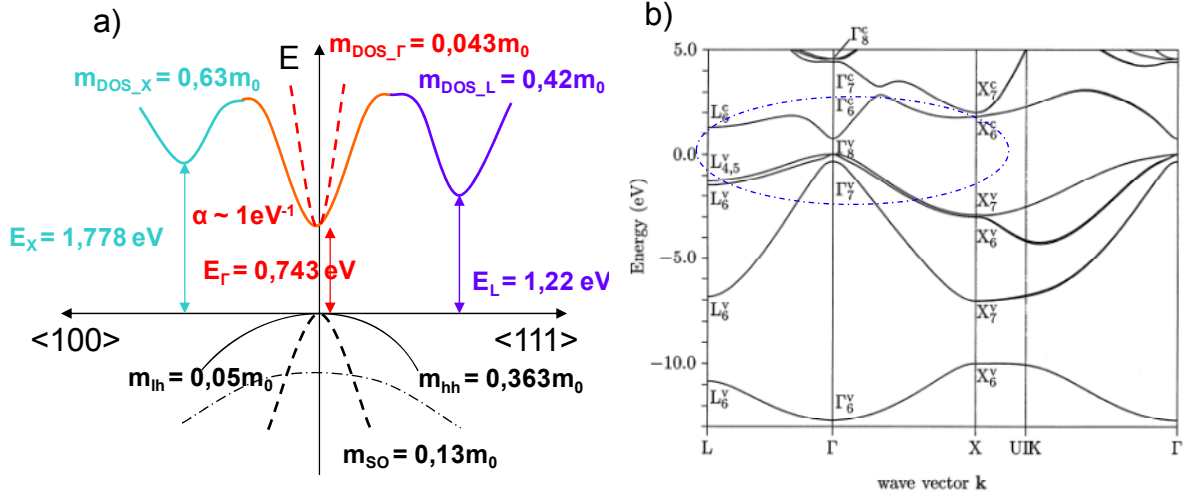 a)
E
m_DOS_Γ = 0,043m₀
m_DOS_X = 0,63m₀
m_DOS_L = 0,42m₀
α ~ 1eV⁻¹
E_X = 1,778 eV
E_Γ = 0,743 eV
E_L = 1,22 eV
<100>
<111>
m_lh = 0,05m₀
m_hh = 0,363m₀
m_SO = 0,13m₀
b)
Energy (eV)
5.0
0.0
−5.0
−10.0
Γ₈ᶜ
Γ₇ᶜ
Γ₆ᶜ
Γ₈ᵛ
Γ₇ᵛ
Γ₆ᵛ
L₆ᶜ
L₄,₅ᵛ
L₆ᵛ
L₆ᵛ
L₆ᵛ
X₇ᶜ
X₆ᶜ
X₇ᵛ
X₆ᵛ
X₇ᵛ
X₆ᵛ
L
Γ
X
Γ
wave vector k